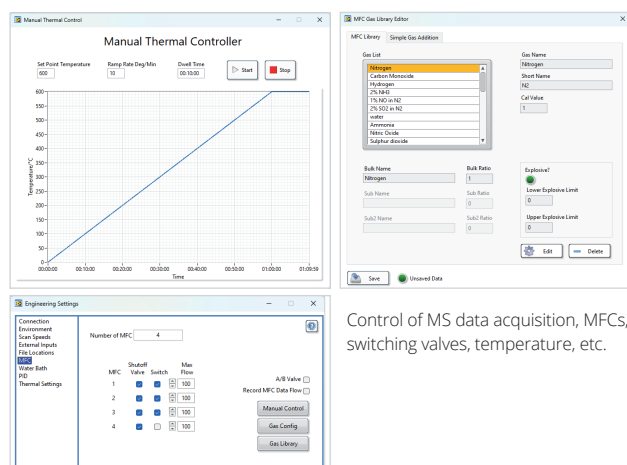 Manual Thermal Control
Manual Thermal Controller
Set Point Temperature Ramp Rate Deg/Min Dwell Time
600 10 00:10:00 Start Stop
600
550
500
450
400
350
300
250
200
150
100
50
0
Temperature/°C
00:00:00 00:10:00 00:20:00 00:30:00 00:40:00 00:50:00 01:00:00 01:09:59
Time
MFC Gas Library Editor
MFC Library Simple Gas Addition
Gas List
Nitrogen
Carbon Monoxide
Hydrogen
2% NH3
1% NO in N2
2% SO2 in N2
water
Ammonia
Nitric Oxide
Sulphur dioxide
Gas Name
Nitrogen
Short Name
N2
Cal Value
1
Bulk Name Bulk Ratio
Nitrogen 1
Sub Name Sub Ratio
0
Sub2 Name Sub2 Ratio
0
Explosive?
Lower Explosive Limit
0
Upper Explosive Limit
0
Edit Delete
Save Unsaved Data
Engineering Settings
Connection
Environment
Scan Speeds
External Inputs
File Locations
MFC
Water Bath
PID
Thermal Settings
?
Number of MFC 4
Shutoff Max
MFC Valve Switch Flow
1 100
2 100
3 100
4 100
A/B Valve
Record MFC Data Flow
Manual Control
Gas Config
Gas Library
Control of MS data acquisition, MFCs,
switching valves, temperature, etc.